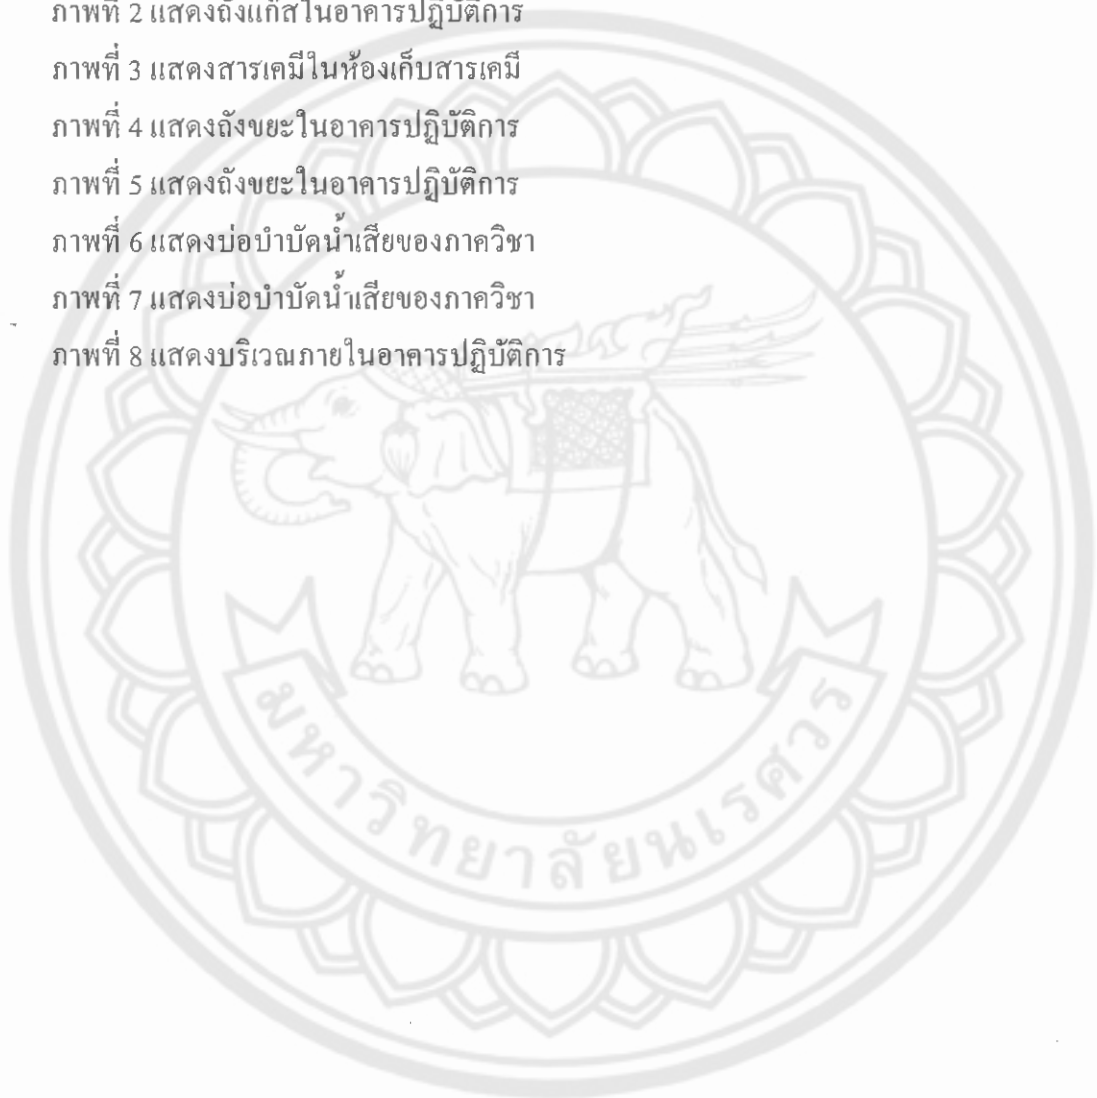 ภาพที่ 2 แสดงถังแก๊สในอาคารปฏิบัติการ
ภาพที่ 3 แสดงสารเคมีในห้องเก็บสารเคมี
ภาพที่ 4 แสดงถังขยะในอาคารปฏิบัติการ
ภาพที่ 5 แสดงถังขยะในอาคารปฏิบัติการ
ภาพที่ 6 แสดงบ่อบำบัดน้ำเสียของภาควิชา
ภาพที่ 7 แสดงบ่อบำบัดน้ำเสียของภาควิชา
ภาพที่ 8 แสดงบริเวณภายในอาคารปฏิบัติการ
มหาวิทยาลัยนเรศวร